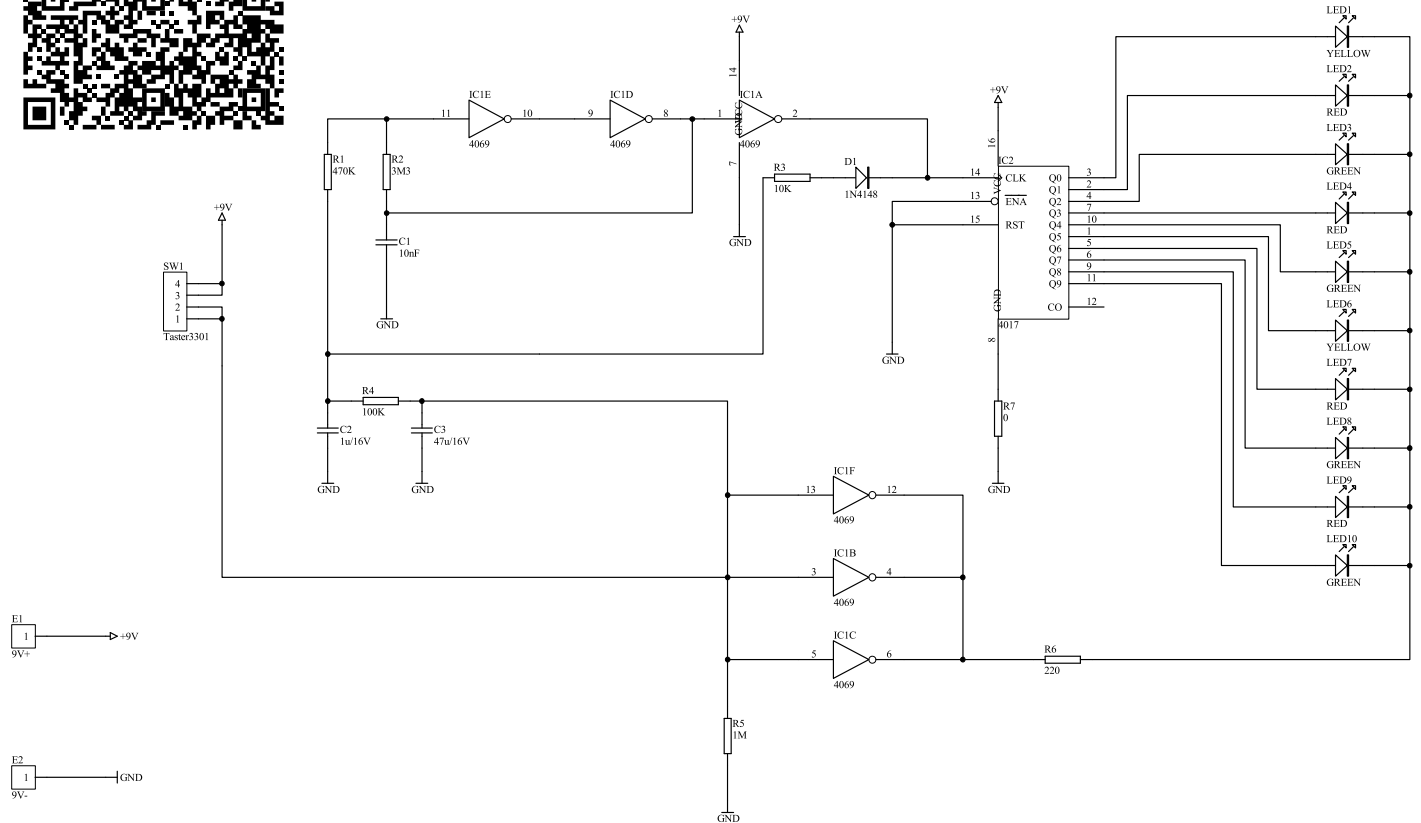 +9V
14
IC1E
11
10
4069
IC1D
9
8
4069
IC1A
1
2
4069
7
GND
R1
470K
R2
3M3
C1
10nF
GND
+9V
SW1
4
3
2
1
Taster3301
R3
10K
D1
1N4148
+9V
16
IC2
VCC
14
CLK
13
ENA
15
RST
GND
4017
8
Q0
3
Q1
2
Q2
4
Q3
7
Q4
10
Q5
1
Q6
5
Q7
6
Q8
9
Q9
11
CO
12
GND
R7
0
GND
LED1
YELLOW
LED2
RED
LED3
GREEN
LED4
RED
LED5
GREEN
LED6
YELLOW
LED7
RED
LED8
GREEN
LED9
RED
LED10
GREEN
R4
100K
C2
1u/16V
GND
C3
47u/16V
GND
IC1F
13
12
4069
IC1B
3
4
4069
IC1C
5
6
4069
R6
220
R5
1M
GND
E1
1
9V+
+9V
E2
1
9V-
GND